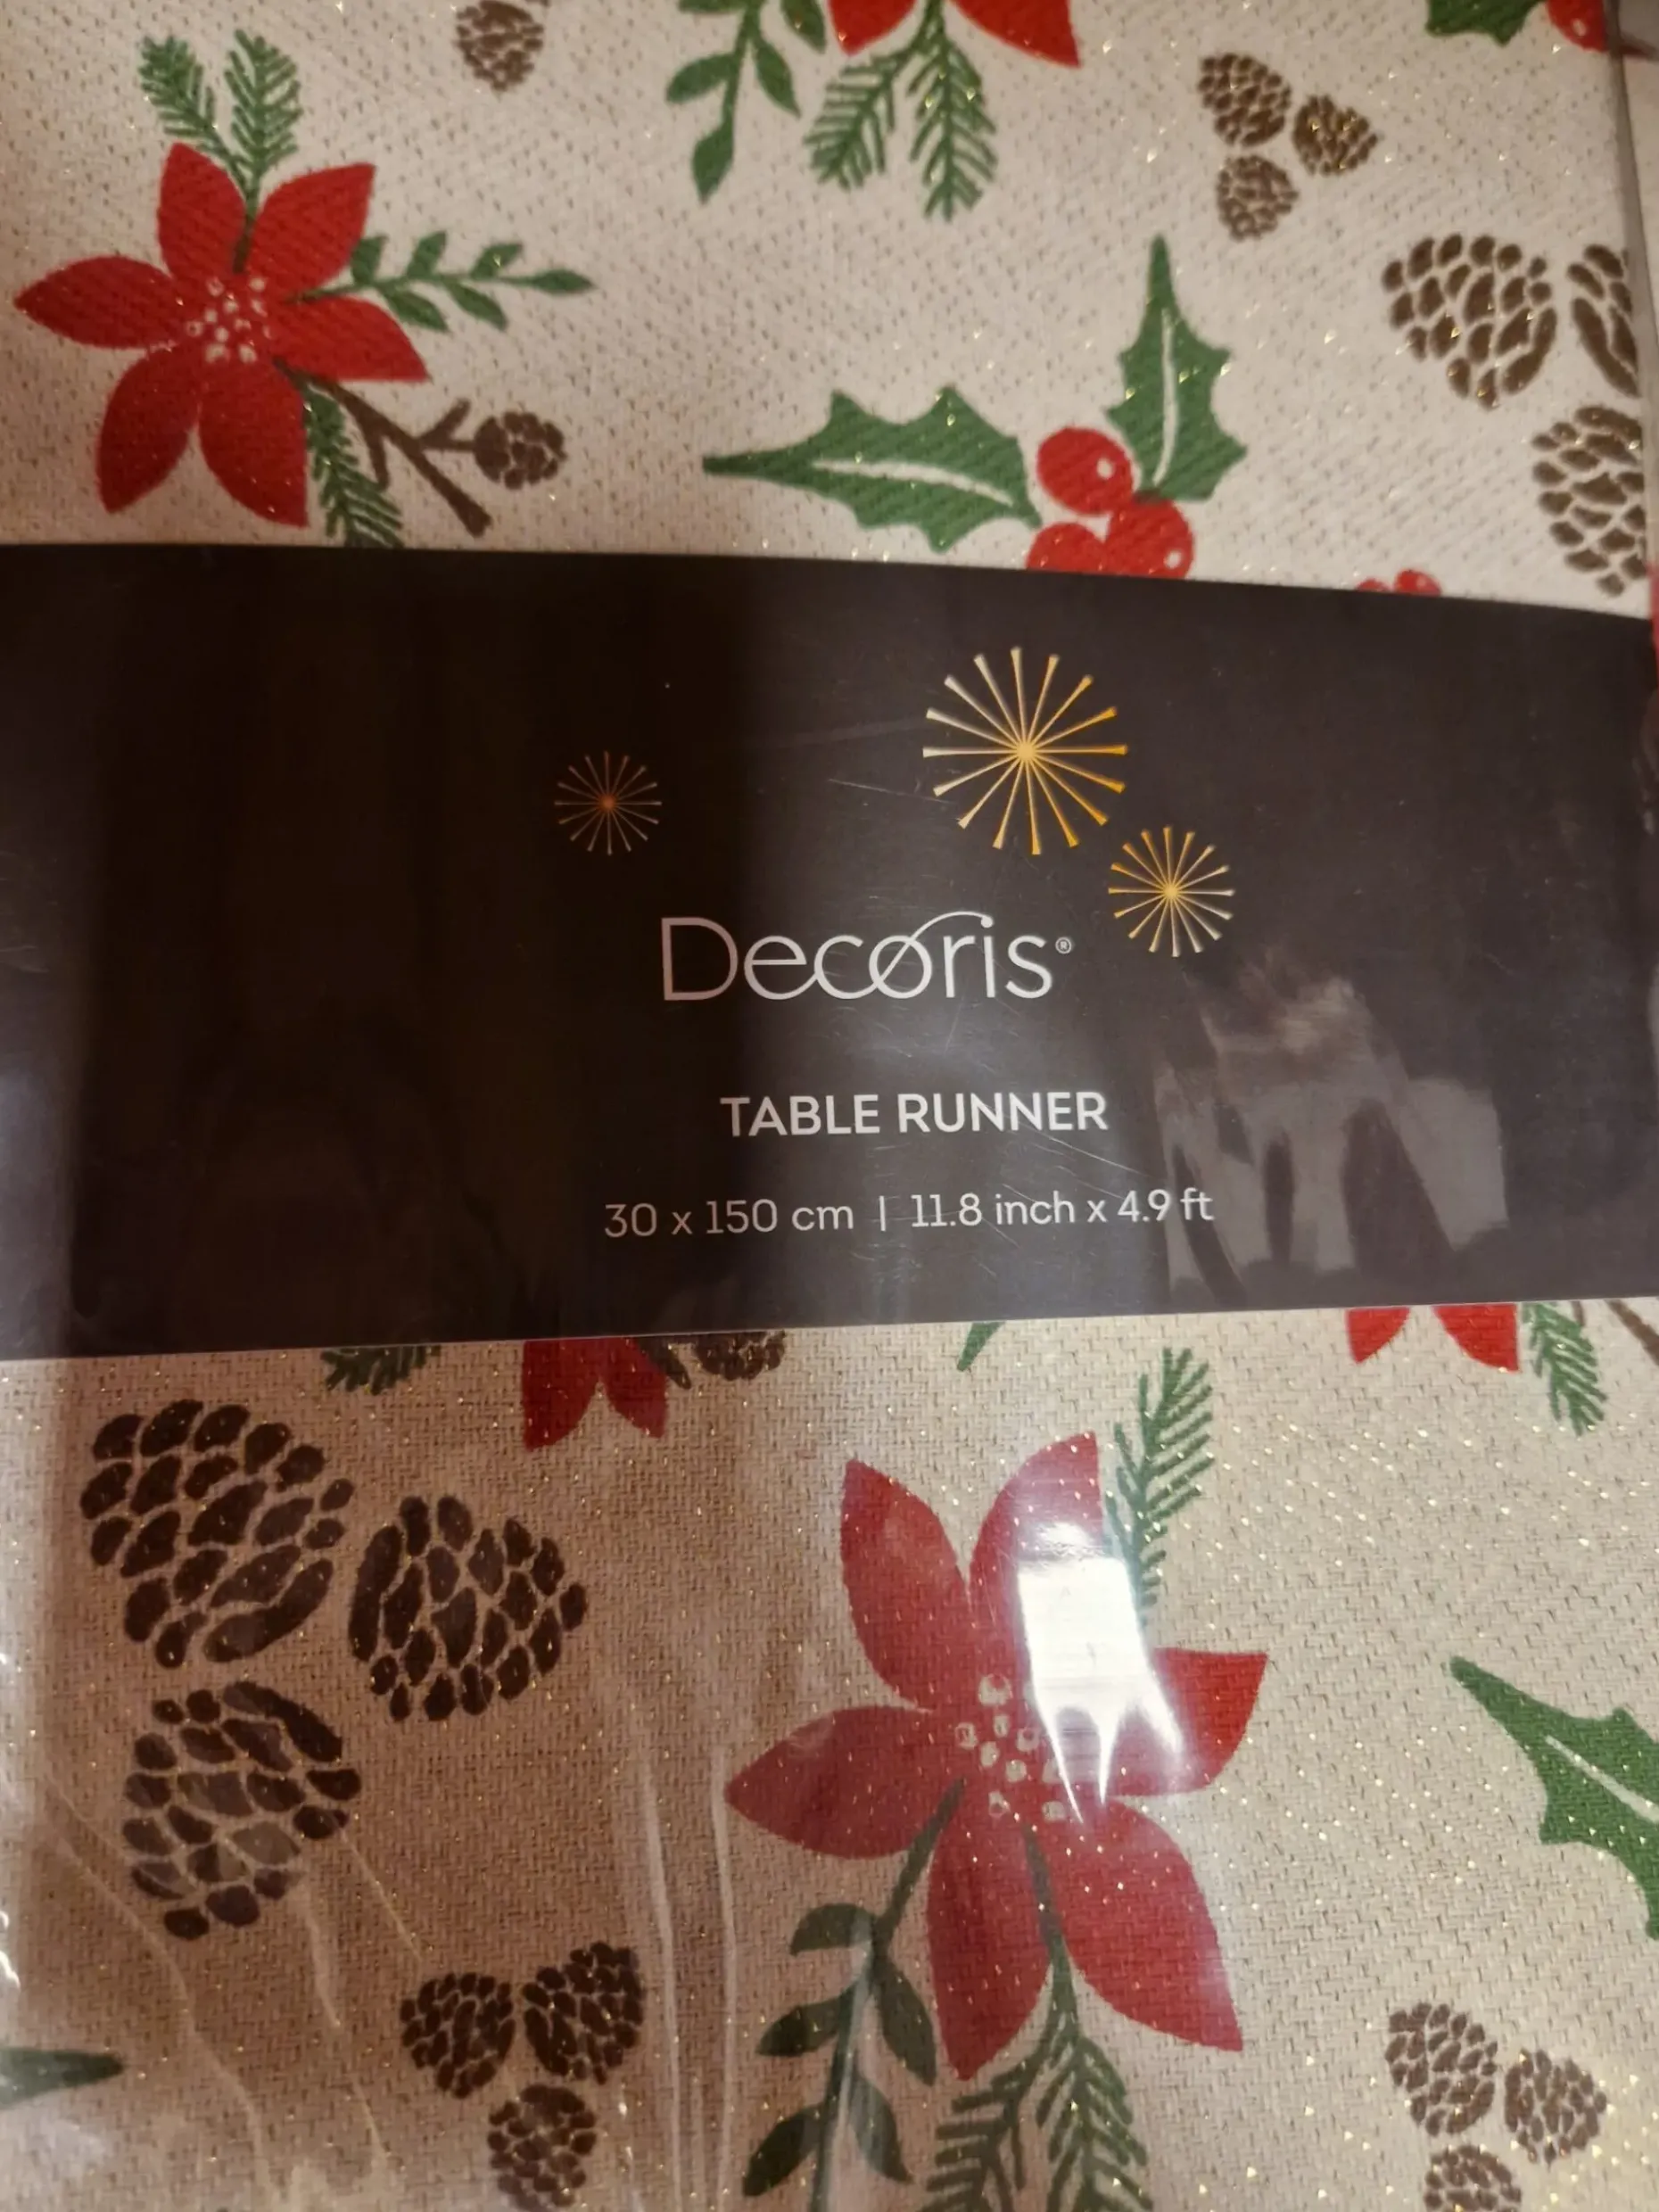 Decoris®
TABLE RUNNER
30 x 150 cm | 11.8 inch x 4.9 ft